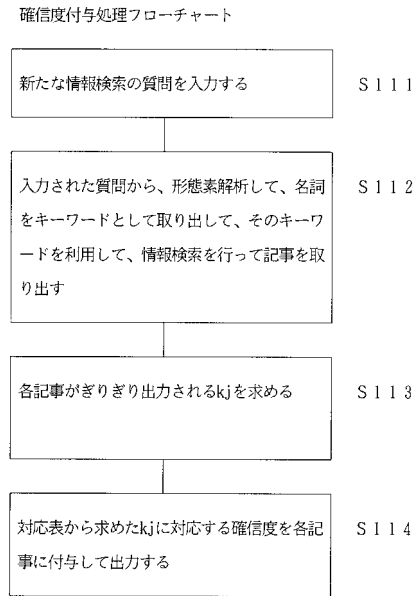 確信度付与処理フローチャート
新たな情報検索の質問を入力する
S111
入力された質問から、形態素解析して、名詞
S112
をキーワードとして取り出して、そのキーワ
ードを利用して、情報検索を行って記事を取
り出す
各記事がぎりぎり出力されるkjを求める
S113
対応表から求めたkjに対応する確信度を各記
S114
事に付与して出力する